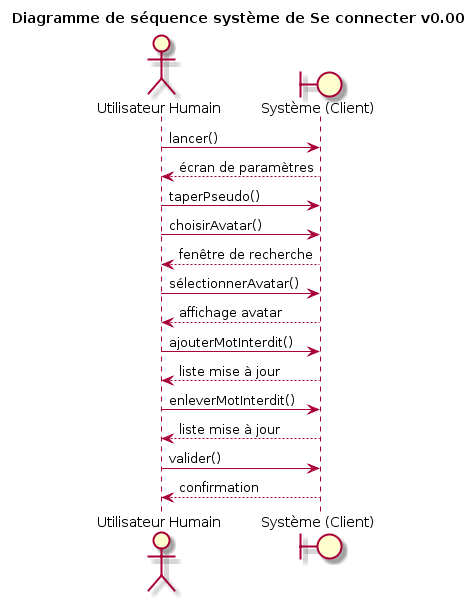 Diagramme de séquence système de Se connecter v0.00
Utilisateur Humain
Système (Client)
lancer()
écran de paramètres
taperPseudo()
choisirAvatar()
fenêtre de recherche
sélectionnerAvatar()
affichage avatar
ajouterMotInterdit()
liste mise à jour
enleverMotInterdit()
liste mise à jour
valider()
confirmation
Utilisateur Humain
Système (Client)